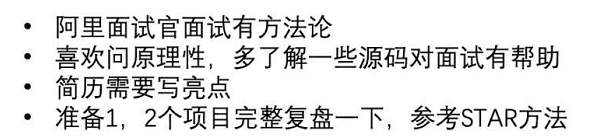 • 阿里面试官面试有方法论
• 喜欢问原理性，多了解一些源码对面试有帮助
• 简历需要写亮点
• 准备1，2个项目完整复盘一下，参考STAR方法